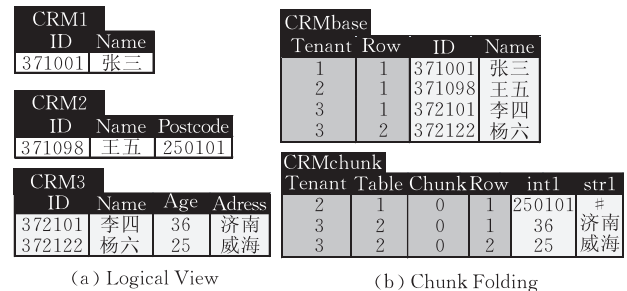 CRM1
ID Name
371001 张三
CRM2
ID Name Postcode
371098 王五 250101
CRM3
ID Name Age Adress
372101 李四 36 济南
372122 杨六 25 威海
(a) Logical View
CRMbase
Tenant Row ID Name
1 1 371001 张三
2 1 371098 王五
3 1 372101 李四
3 2 372122 杨六
CRMchunk
Tenant Table Chunk Row int1 str1
2 1 0 1 250101 #
3 2 0 1 36 济南
3 2 0 2 25 威海
(b) Chunk Folding